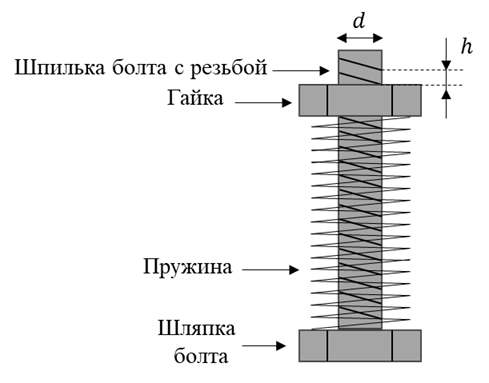 d
h
Шпилька болта с резьбой
Гайка
Пружина
Шляпка
болта